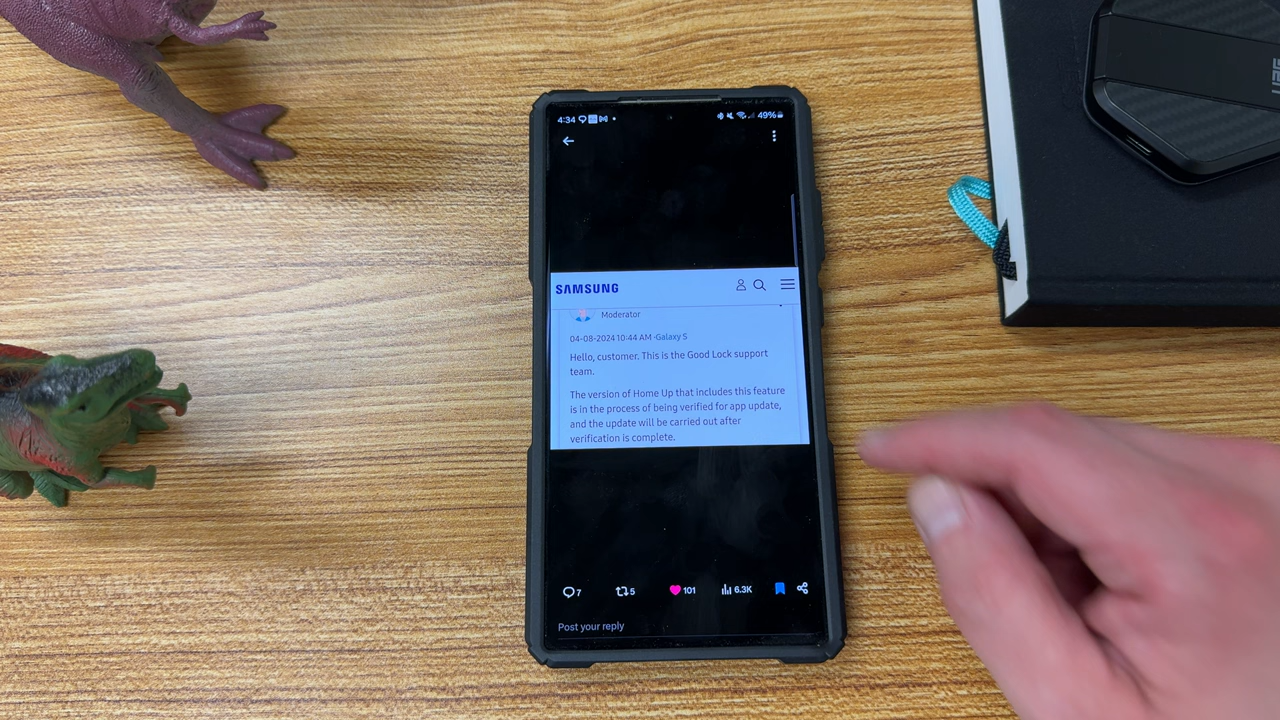 4:34
49%
SAMSUNG
Moderator
04-08-2024 10:44 AM ·Galaxy S
Hello, customer. This is the Good Lock support
team.
The version of Home Up that includes this feature
is in the process of being verified for app update,
and the update will be carried out after
verification is complete.
7
5
101
6.3K
Post your reply